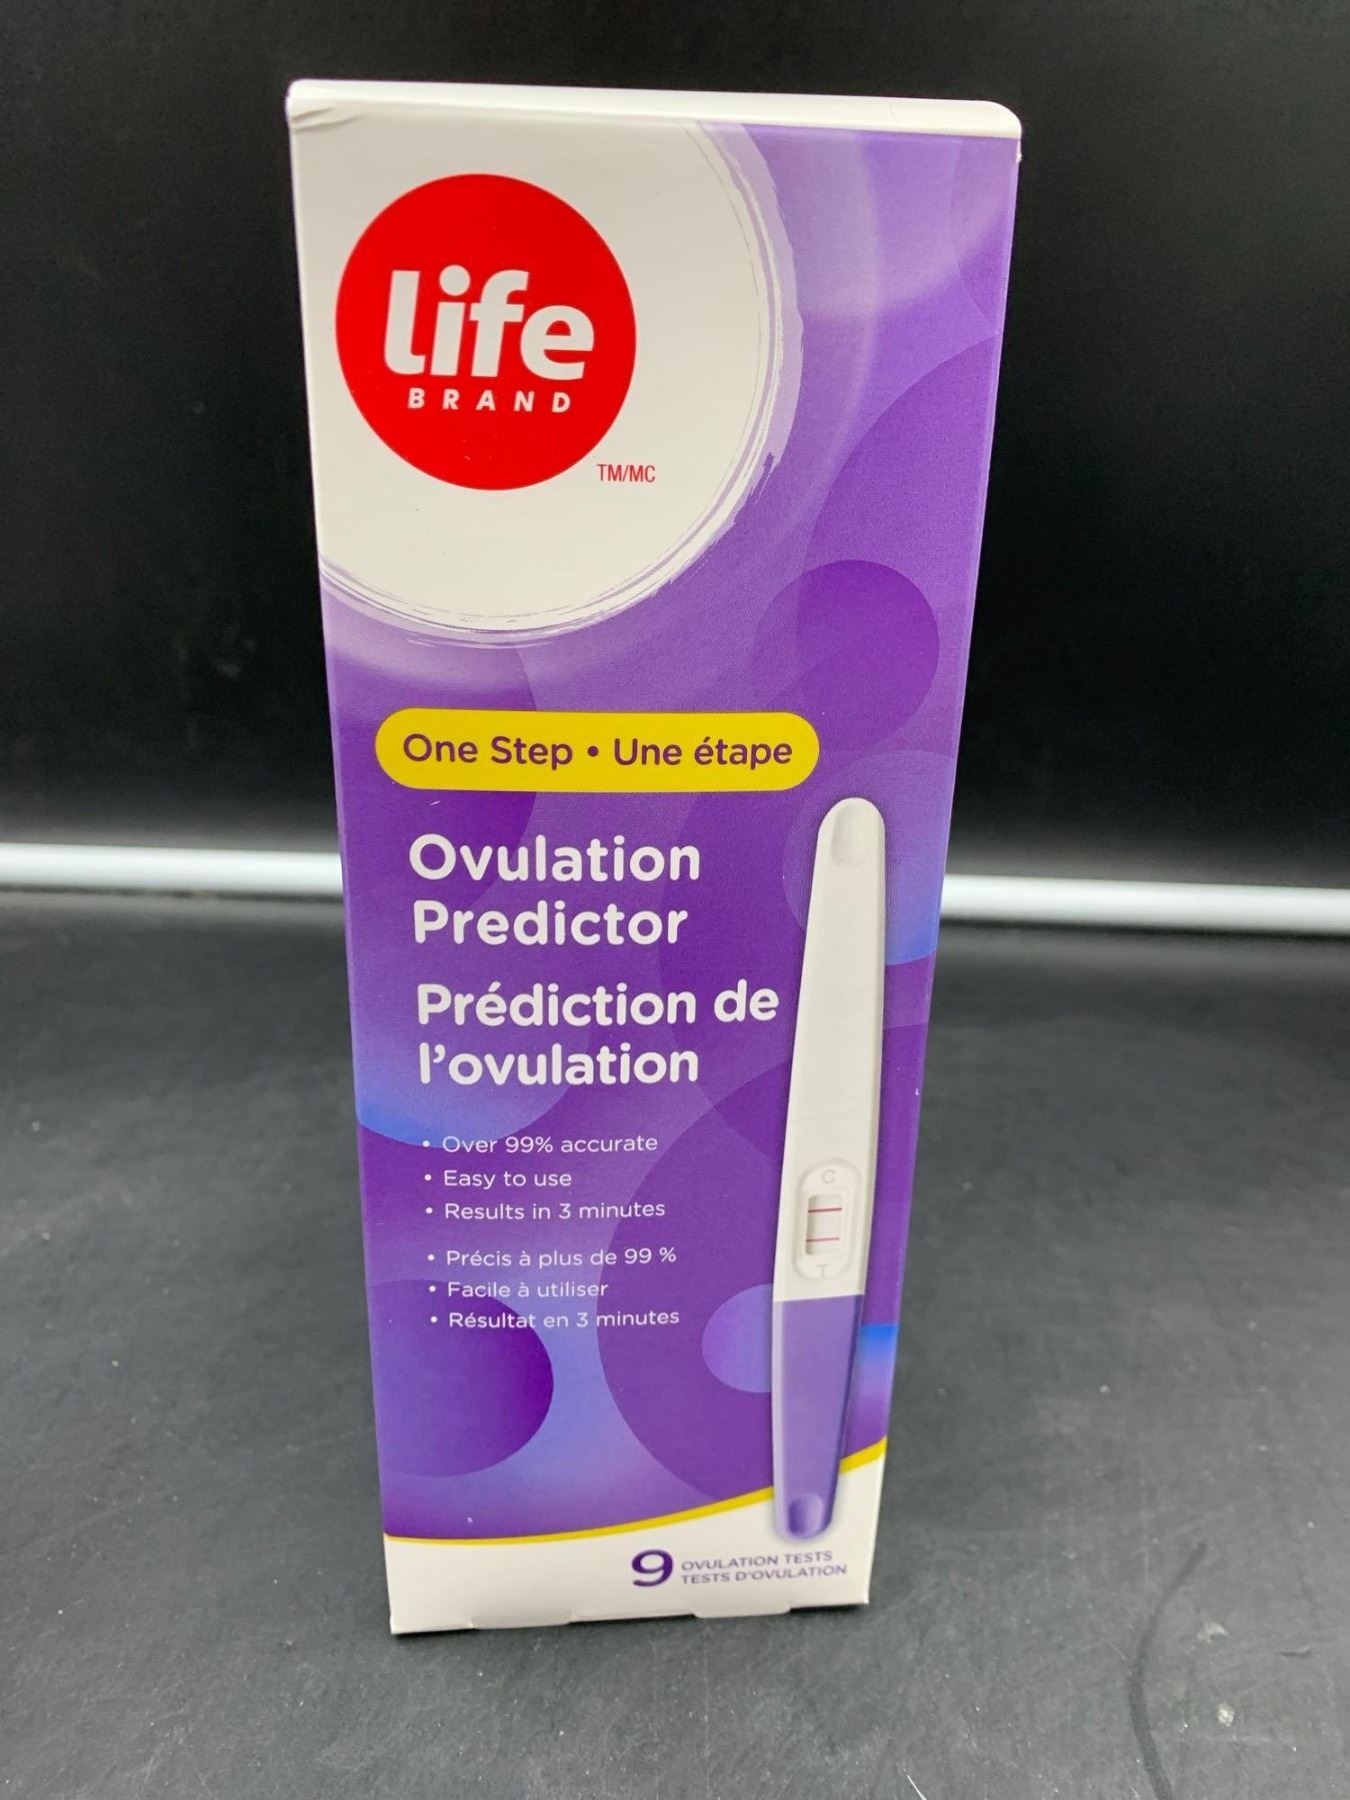 life
BRAND
TM/MC
One Step • Une étape
Ovulation
Predictor
Prédiction de
l'ovulation
• Over 99% accurate
• Easy to use
• Results in 3 minutes
• Précis à plus de 99 %
• Facile à utiliser
• Résultat en 3 minutes
C
T
9 OVULATION TESTS
TESTS D'OVULATION